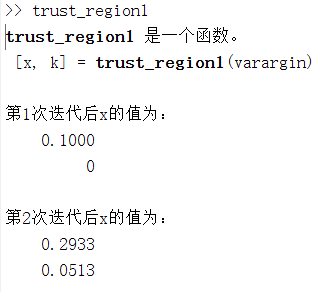 >> trust_region1
trust_region1 是一个函数。
[x, k] = trust_region1(varargin)
第1次迭代后x的值为：
0.1000
0
第2次迭代后x的值为：
0.2933
0.0513